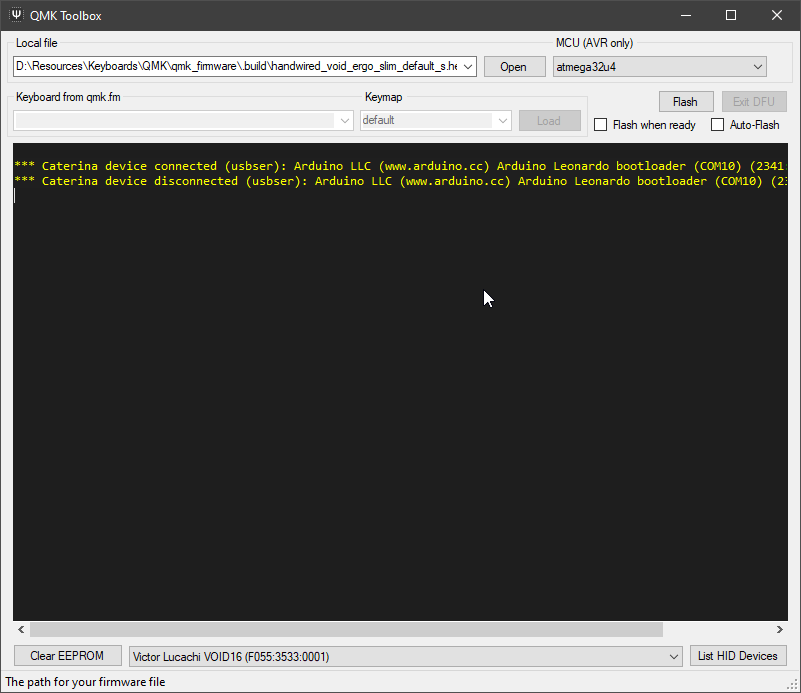 QMK Toolbox
Local file
MCU (AVR only)
D:\Resources\Keyboards\QMK\qmk_firmware\.build\handwired_void_ergo_slim_default_s.he
Open
atmega32u4
Keyboard from qmk.fm
Keymap
Flash
Exit DFU
default
Load
Flash when ready
Auto-Flash
*** Caterina device connected (usbser): Arduino LLC (www.arduino.cc) Arduino Leonardo bootloader (COM10) (2341:
*** Caterina device disconnected (usbser): Arduino LLC (www.arduino.cc) Arduino Leonardo bootloader (COM10) (23
Clear EEPROM
Victor Lucachi VOID16 (F055:3533:0001)
List HID Devices
The path for your firmware file